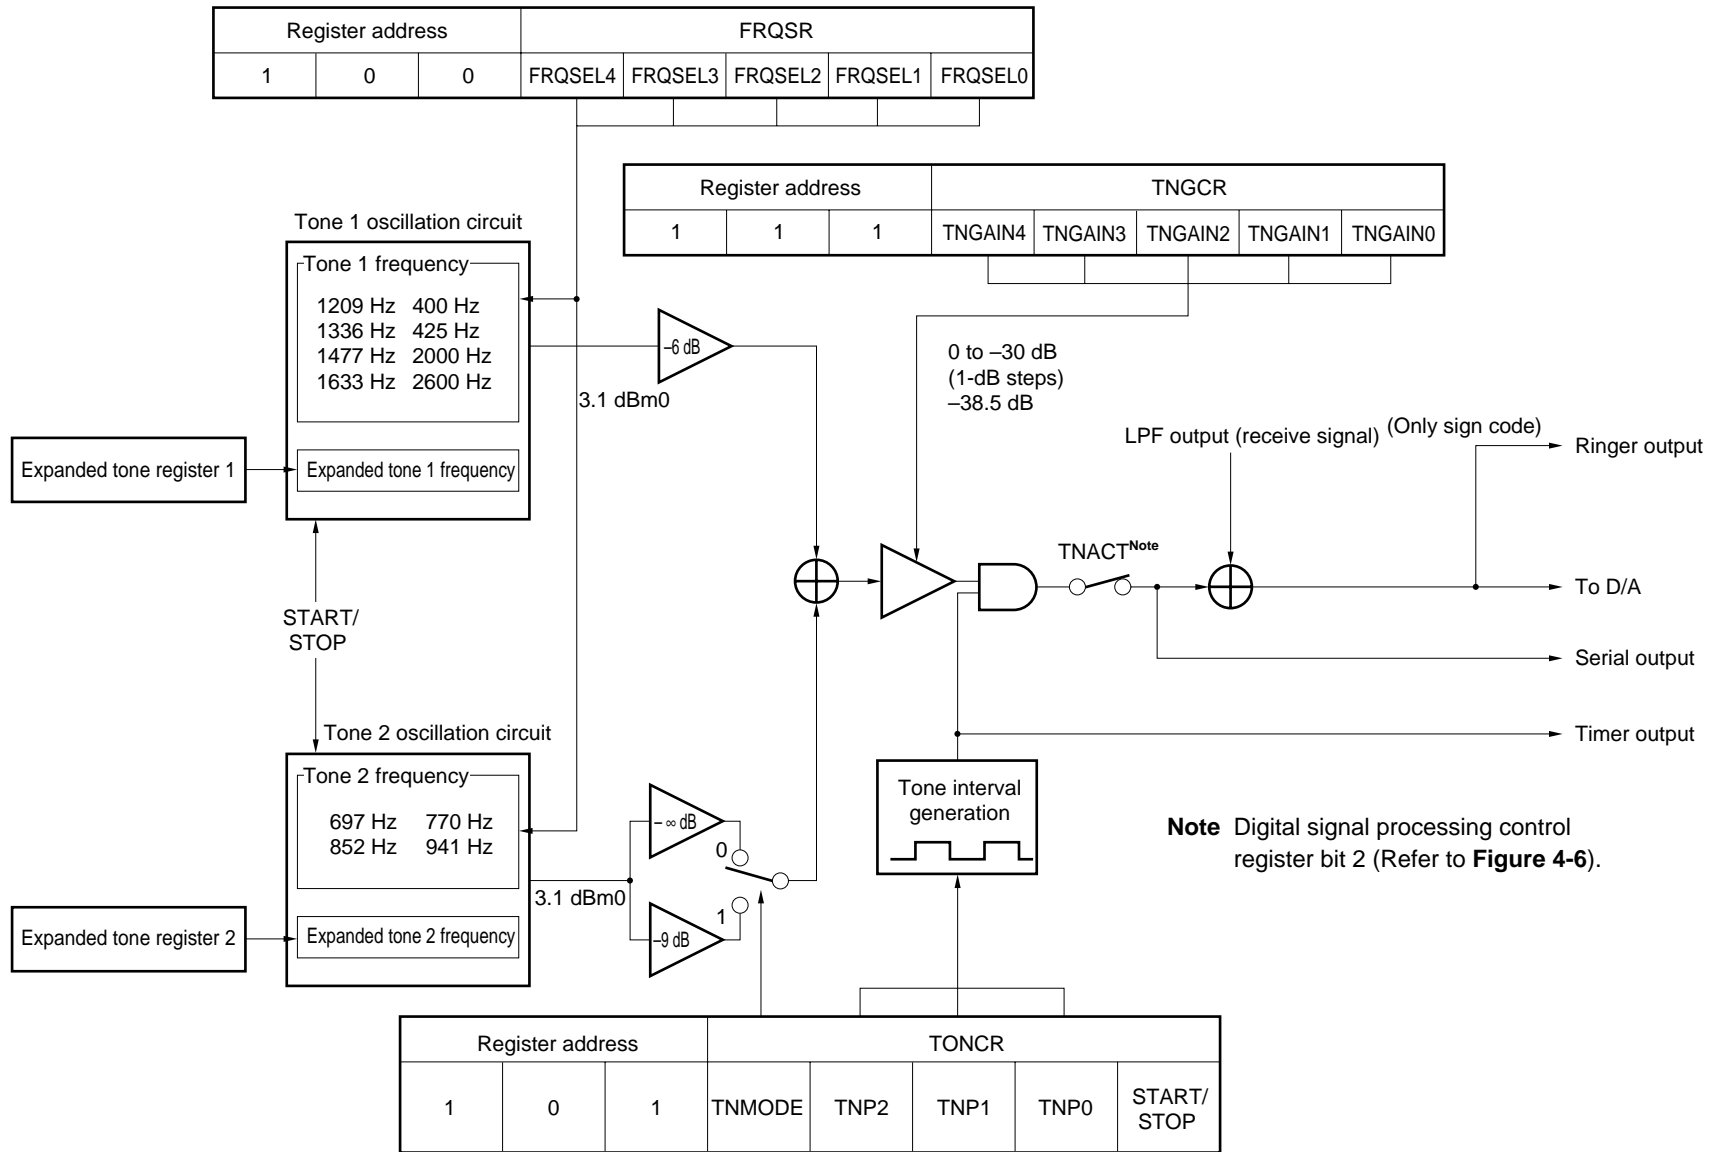 Register address FRQSR
1 0 0 FRQSEL4 FRQSEL3 FRQSEL2 FRQSEL1 FRQSEL0
Register address TNGCR
1 1 1 TNGAIN4 TNGAIN3 TNGAIN2 TNGAIN1 TNGAIN0
Tone 1 oscillation circuit
Tone 1 frequency
1209 Hz 400 Hz
1336 Hz 425 Hz
1477 Hz 2000 Hz
1633 Hz 2600 Hz
–6 dB
3.1 dBm0
0 to –30 dB
(1-dB steps)
–38.5 dB
LPF output (receive signal) (Only sign code)
Ringer output
Expanded tone register 1
Expanded tone 1 frequency
TNACTNote
To D/A
START/
STOP
Serial output
Tone 2 oscillation circuit
Timer output
Tone 2 frequency
697 Hz 770 Hz
852 Hz 941 Hz
– ∞ dB
0
Tone interval
generation
Note Digital signal processing control
register bit 2 (Refer to Figure 4-6).
3.1 dBm0
1
–9 dB
Expanded tone register 2
Expanded tone 2 frequency
Register address TONCR
1 0 1 TNMODE TNP2 TNP1 TNP0 START/
STOP